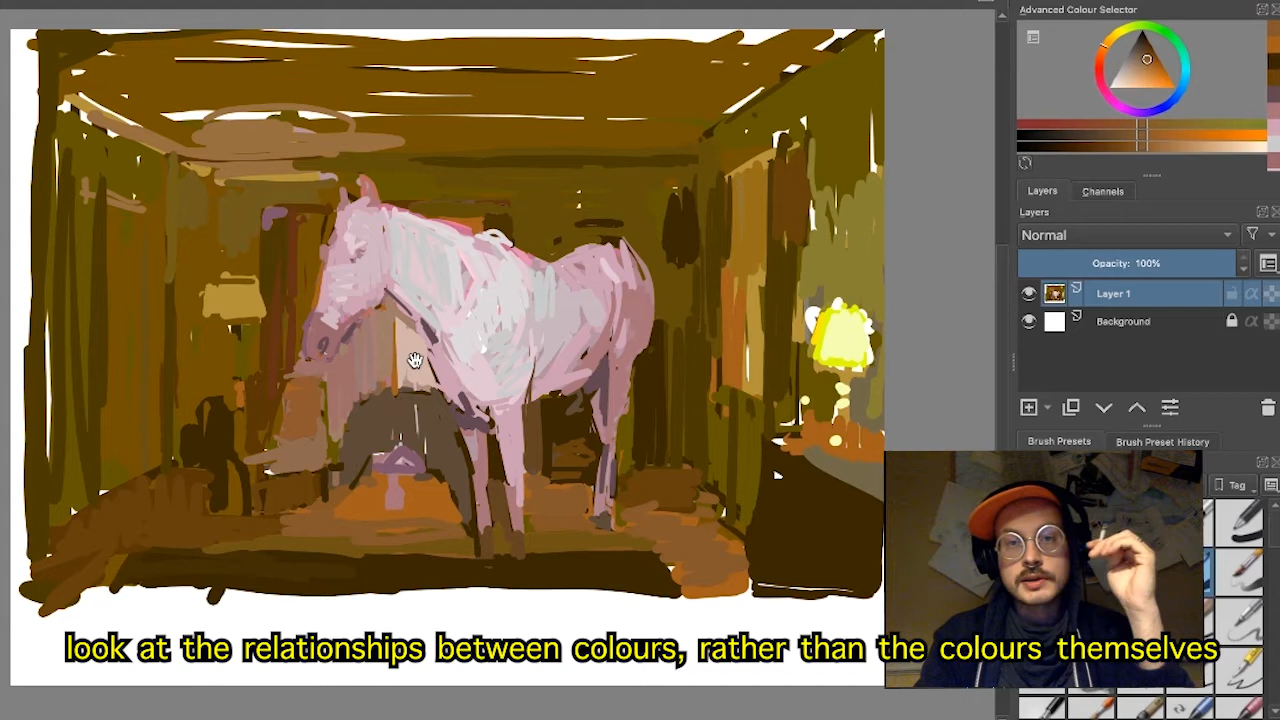 Advanced Colour Selector
Layers
Channels
Layers
Normal
Opacity: 100%
Layer 1
Background
Brush Presets
Brush Preset History
Tag
look at the relationships between colours, rather than the colours themselves